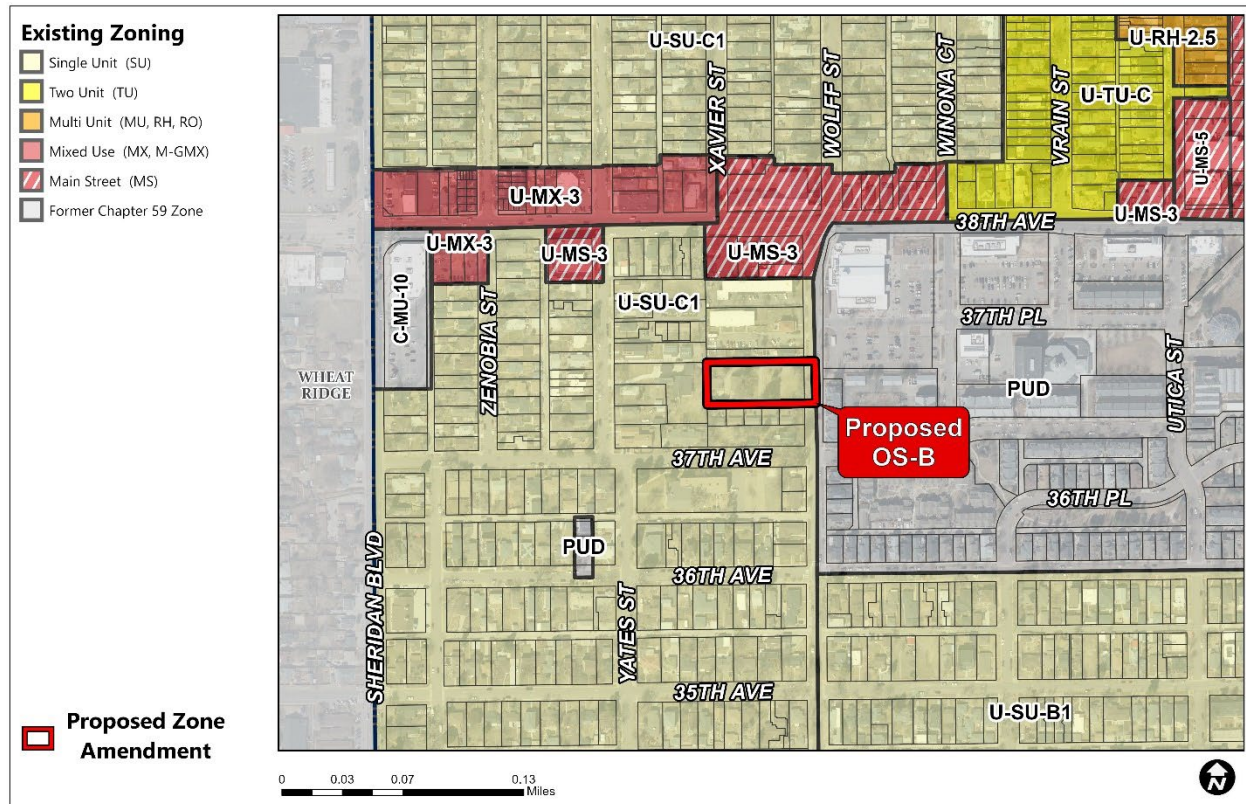 Existing Zoning
Single Unit (SU)
Two Unit (TU)
Multi Unit (MU, RH, RO)
Mixed Use (MX, M-GMX)
Main Street (MS)
Former Chapter 59 Zone
Proposed Zone
Amendment
U-SU-C1
XAVIER ST
WOLFF ST
WINONA CT
VRAIN ST
U-TU-C
U-RH-2.5
U-MS-5
U-MX-3
U-MS-3
38TH AVE
U-MX-3
U-MS-3
U-MS-3
C-MU-10
ZENOBIA ST
U-SU-C1
37TH PL
WHEAT
RIDGE
PUD
UTICA ST
Proposed
OS-B
37TH AVE
36TH PL
PUD
36TH AVE
SHERIDAN BLVD
YATES ST
35TH AVE
U-SU-B1
0 0.03 0.07 0.13
Miles
N